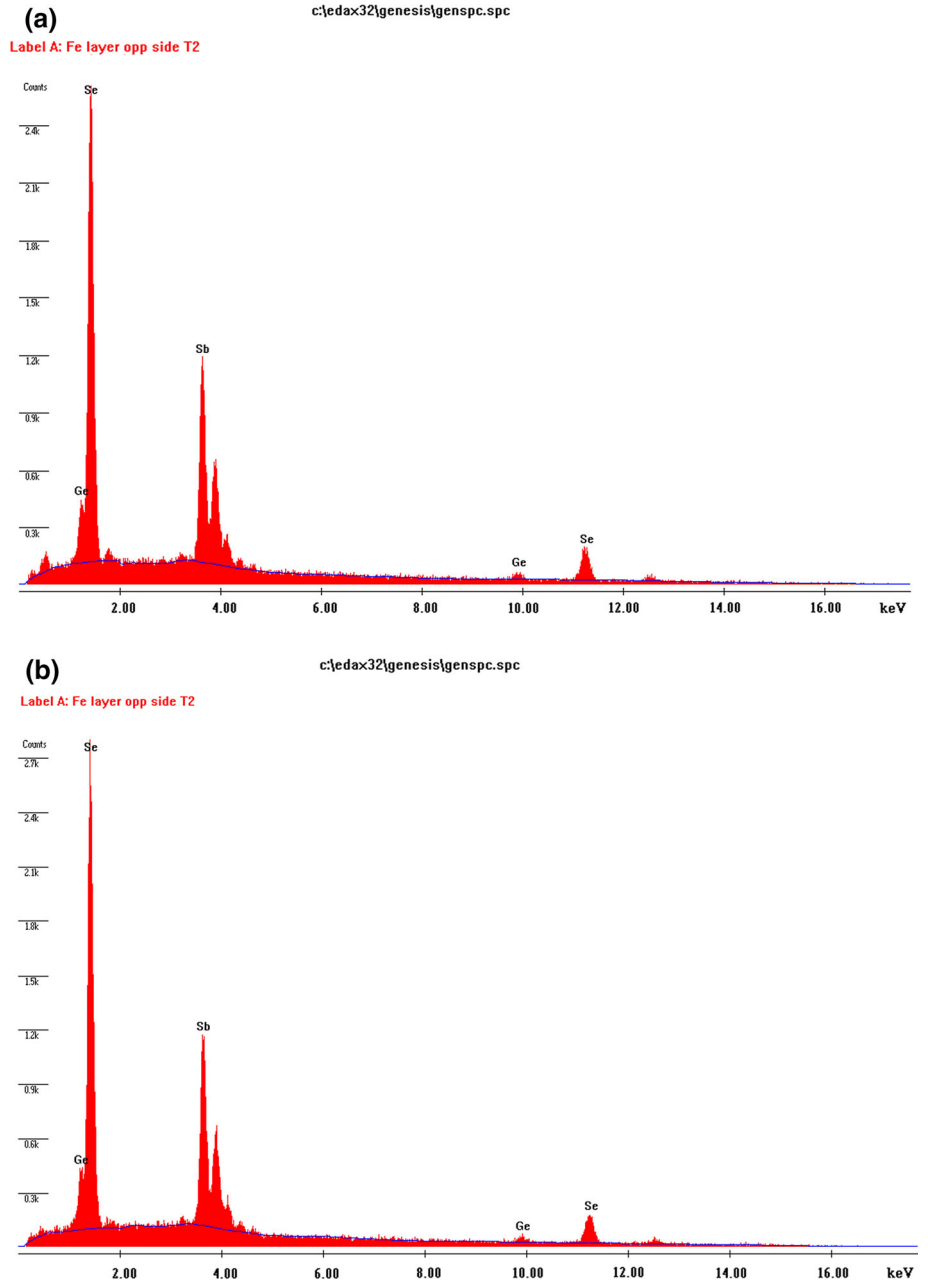 (a)
c:\edax32\genesis\genspc.spc
Label A: Fe layer opp side T2
Counts
Se
2.4k
2.1k
1.8k
1.5k
Sb
1.2k
0.9k
0.6k
Ge
0.3k
Ge
Se
2.00 4.00 6.00 8.00 10.00 12.00 14.00 16.00 keV
(b)
c:\edax32\genesis\genspc.spc
Label A: Fe layer opp side T2
Counts
Se
2.7k
2.4k
2.1k
1.8k
1.5k
Sb
1.2k
0.9k
0.6k
Ge
0.3k
Ge
Se
2.00 4.00 6.00 8.00 10.00 12.00 14.00 16.00 keV